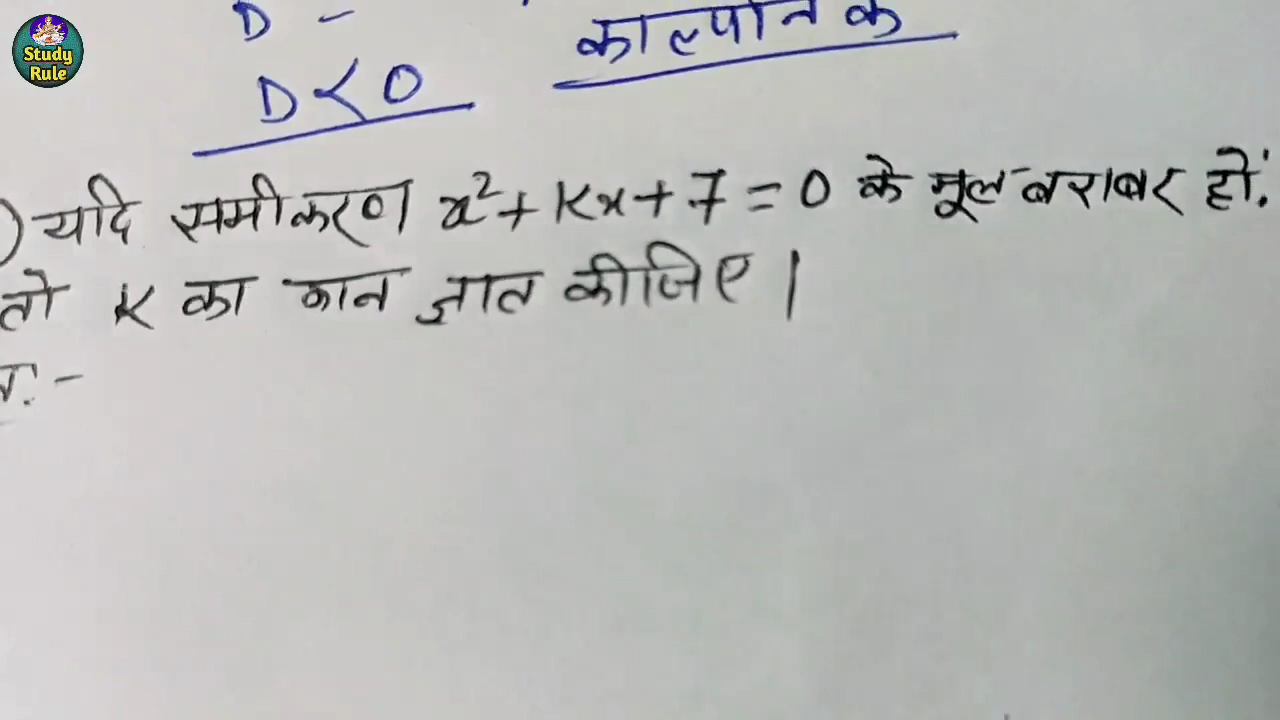 Study
Rule
D -
काल्पनिक
D < 0
) यदि समीकरण x² + kx + 7 = 0 के मूल बराबर हों.
तो k का मान ज्ञात कीजिए।
:-